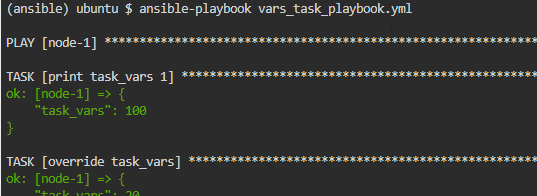 (ansible) ubuntu $ ansible-playbook vars_task_playbook.yml
PLAY [node-1] **************************************************************
TASK [print task_vars 1] ***************************************************
ok: [node-1] => {
    "task_vars": 100
}
TASK [override task_vars] **************************************************
ok: [node-1] => {
    "task_vars": 20